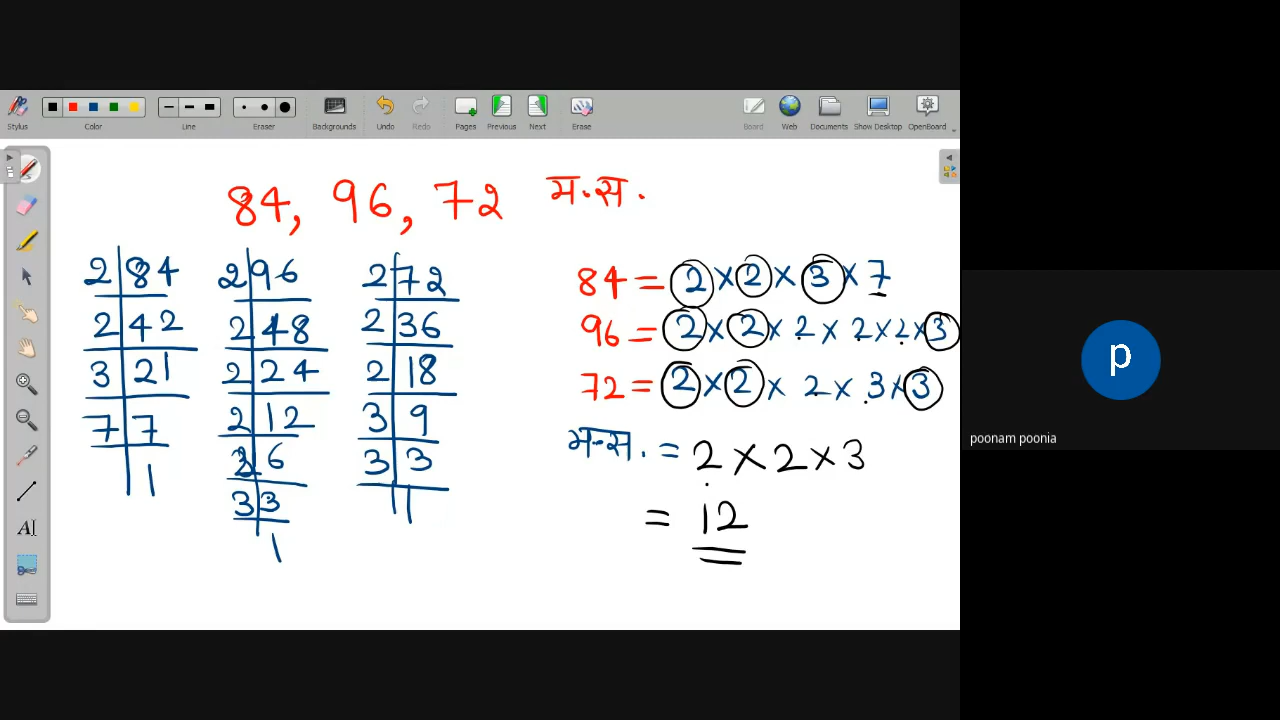 Stylus Color Line Eraser Backgrounds Undo Redo Pages Previous Next Erase Board Web Documents Show Desktop OpenBoard
84, 96, 72 म.स.
2 84
2 42
3 21
7 7
1
2 96
2 48
2 24
2 12
2 6
3 3
1
2 72
2 36
2 18
3 9
3 3
1
84 = 2 × 2 × 3 × 7
96 = 2 × 2 × 2 × 2 × 2 × 3
72 = 2 × 2 × 2 × 3 × 3
म.स. = 2 × 2 × 3
= 12
p
poonam poonia